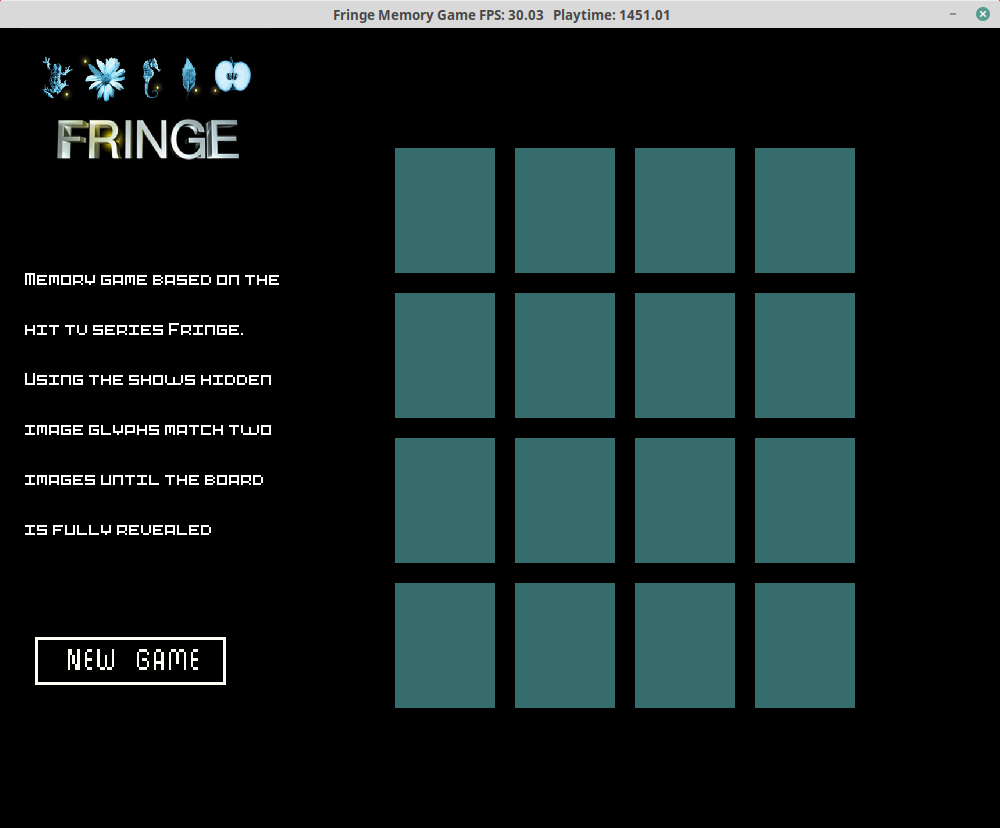 Fringe Memory Game FPS: 30.03 Playtime: 1451.01
FRINGE
Memory game based on the
hit tv series Fringe.
Using the shows hidden
image glyphs match two
images until the board
is fully revealed
NEW GAME